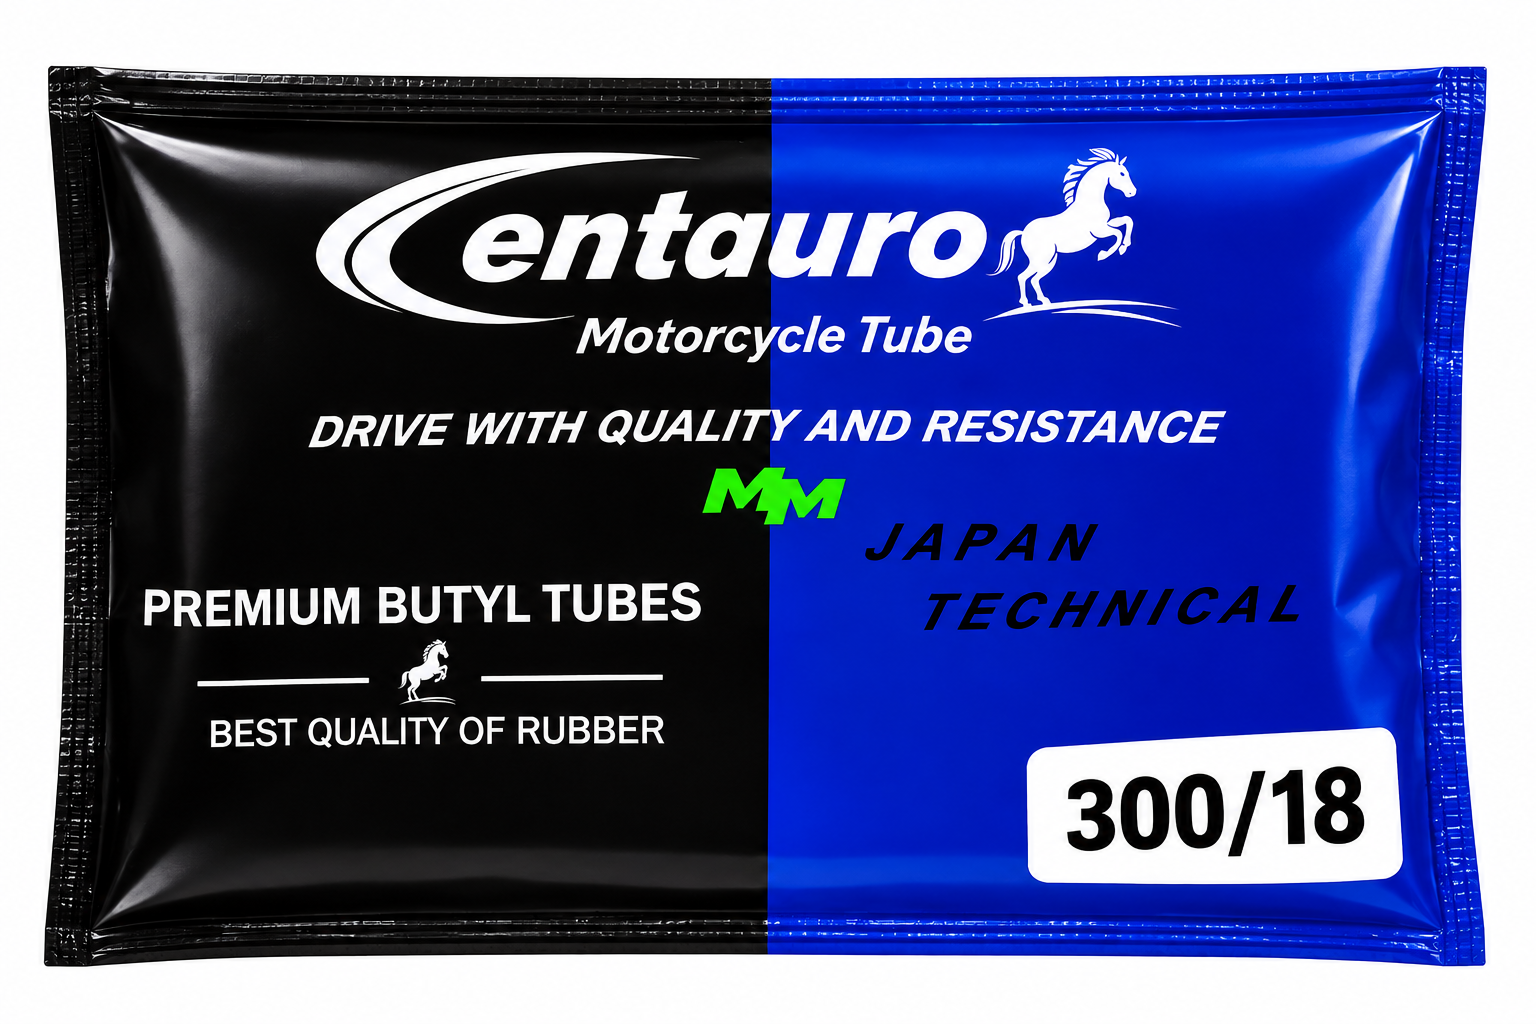 Centauro
Motorcycle Tube
DRIVE WITH QUALITY AND RESISTANCE
MM
JAPAN
TECHNICAL
PREMIUM BUTYL TUBES
BEST QUALITY OF RUBBER
300/18